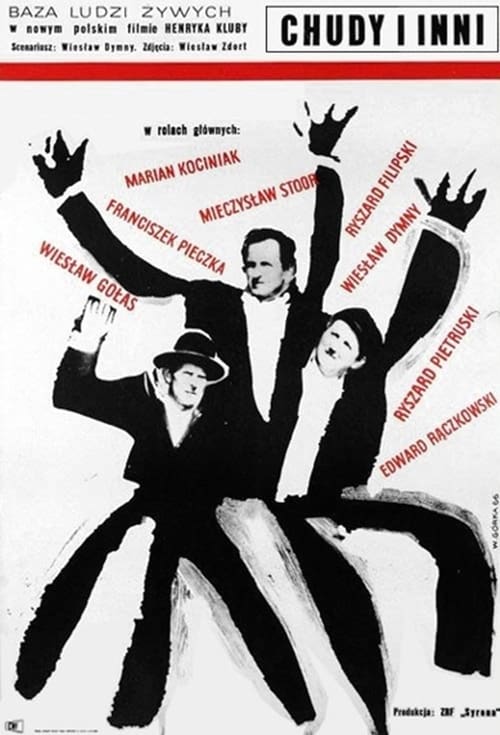 BAZA LUDZI ŻYWYCH
w nowym polskim filmie HENRYKA KLUBY
Scenariusz: Wiesław Dymny. Zdjęcia: Wiesław Zdort
CHUDY I INNI
w rolach głównych:
MARIAN KOCINIAK
MIECZYSŁAW STOOR
RYSZARD FILIPSKI
FRANCISZEK PIECZKA
WIESŁAW DYMNY
WIESŁAW GOŁAS
RYSZARD PIETRUSKI
EDWARD RĄCZKOWSKI
W. GÓRKA 66
Produkcja: ZRF „Syrena"
CWF